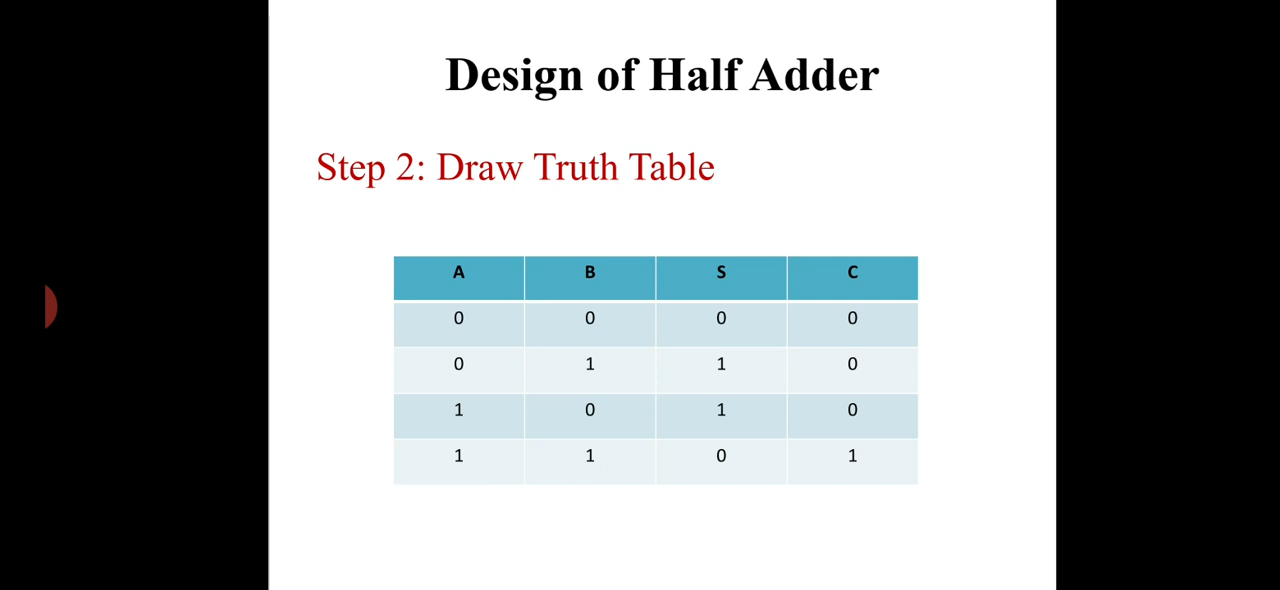 Design of Half Adder
Step 2: Draw Truth Table
A B S C
0 0 0 0
0 1 1 0
1 0 1 0
1 1 0 1